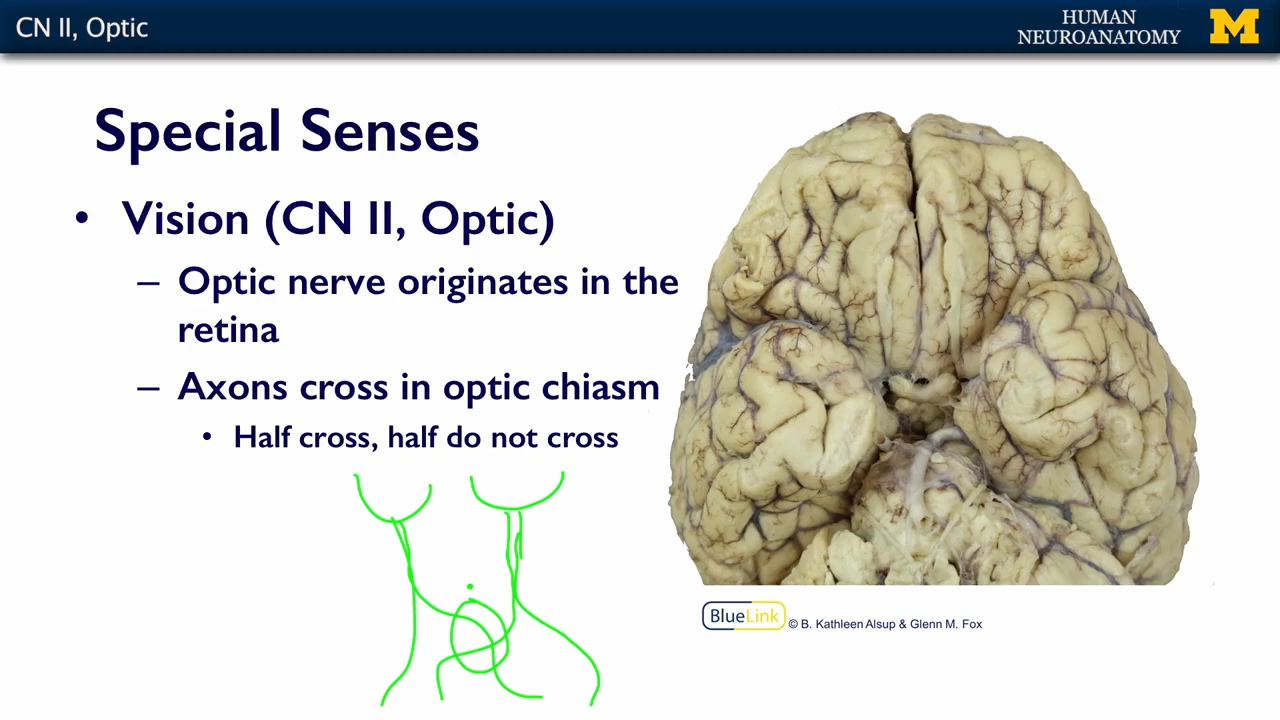 CN II, Optic
HUMAN
NEUROANATOMY
M
Special Senses
• Vision (CN II, Optic)
– Optic nerve originates in the
retina
– Axons cross in optic chiasm
• Half cross, half do not cross
BlueLink © B. Kathleen Alsup & Glenn M. Fox